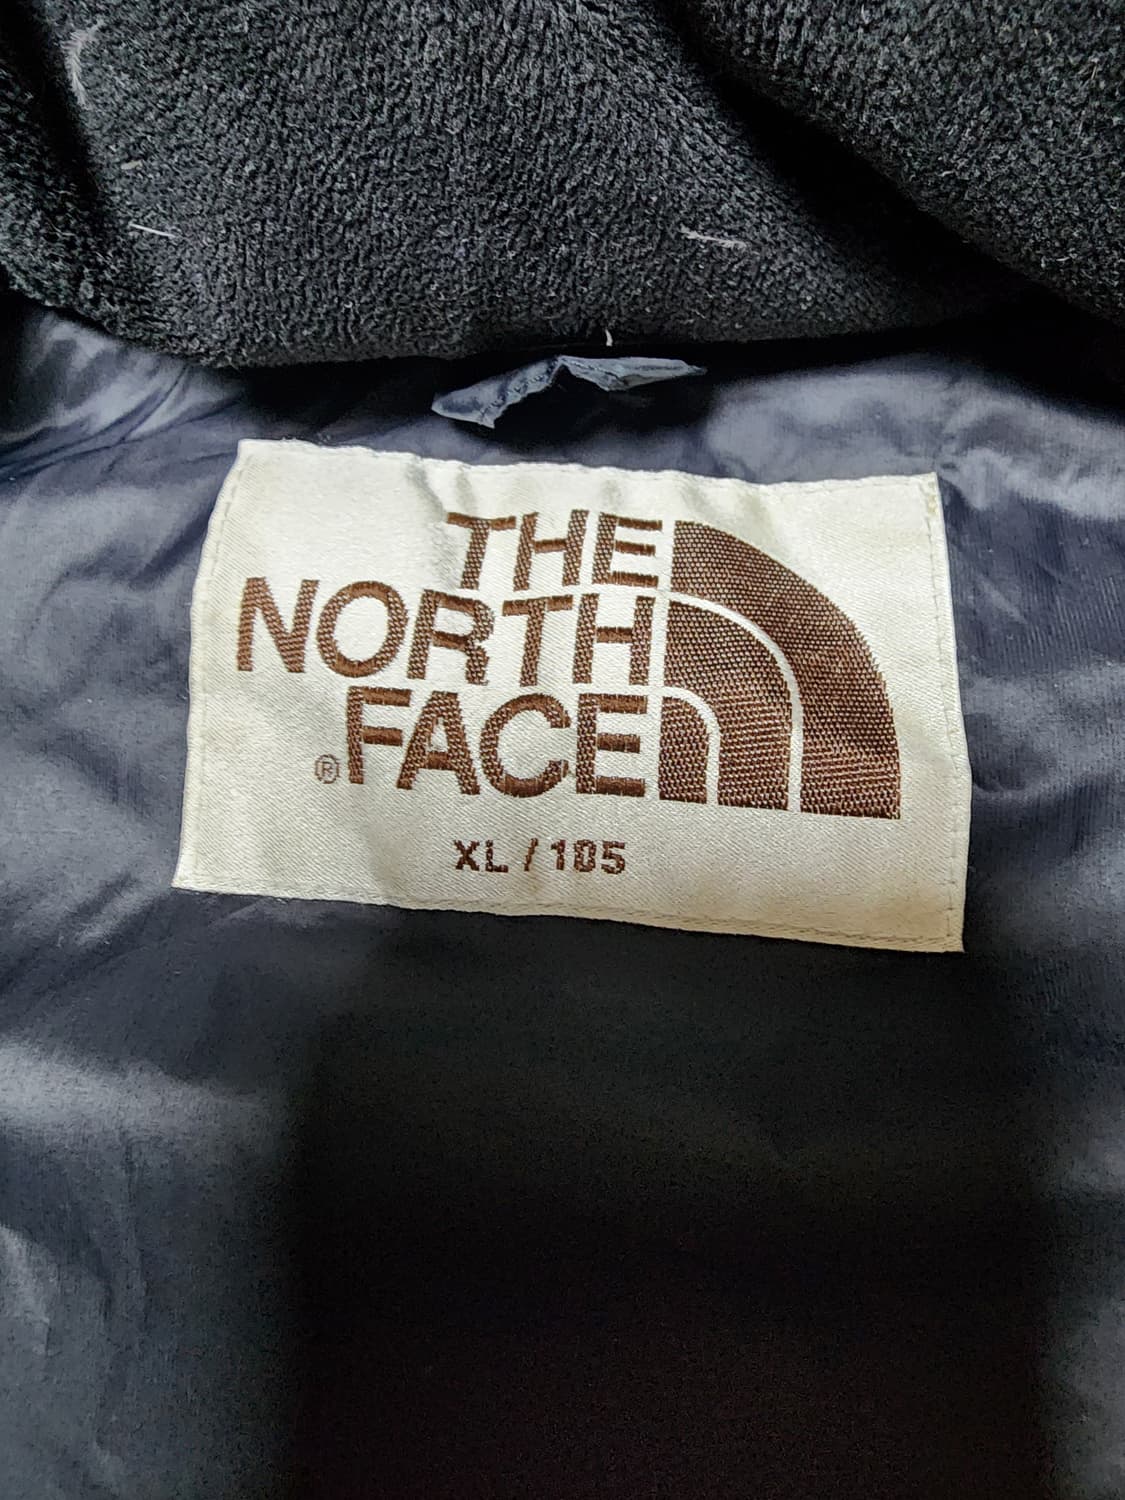 THE
NORTH
FACE
®
XL / 105